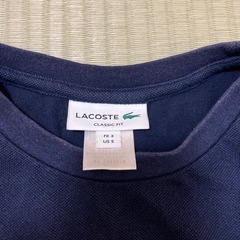 LACOSTE
CLASSIC FIT
FR 3
US S